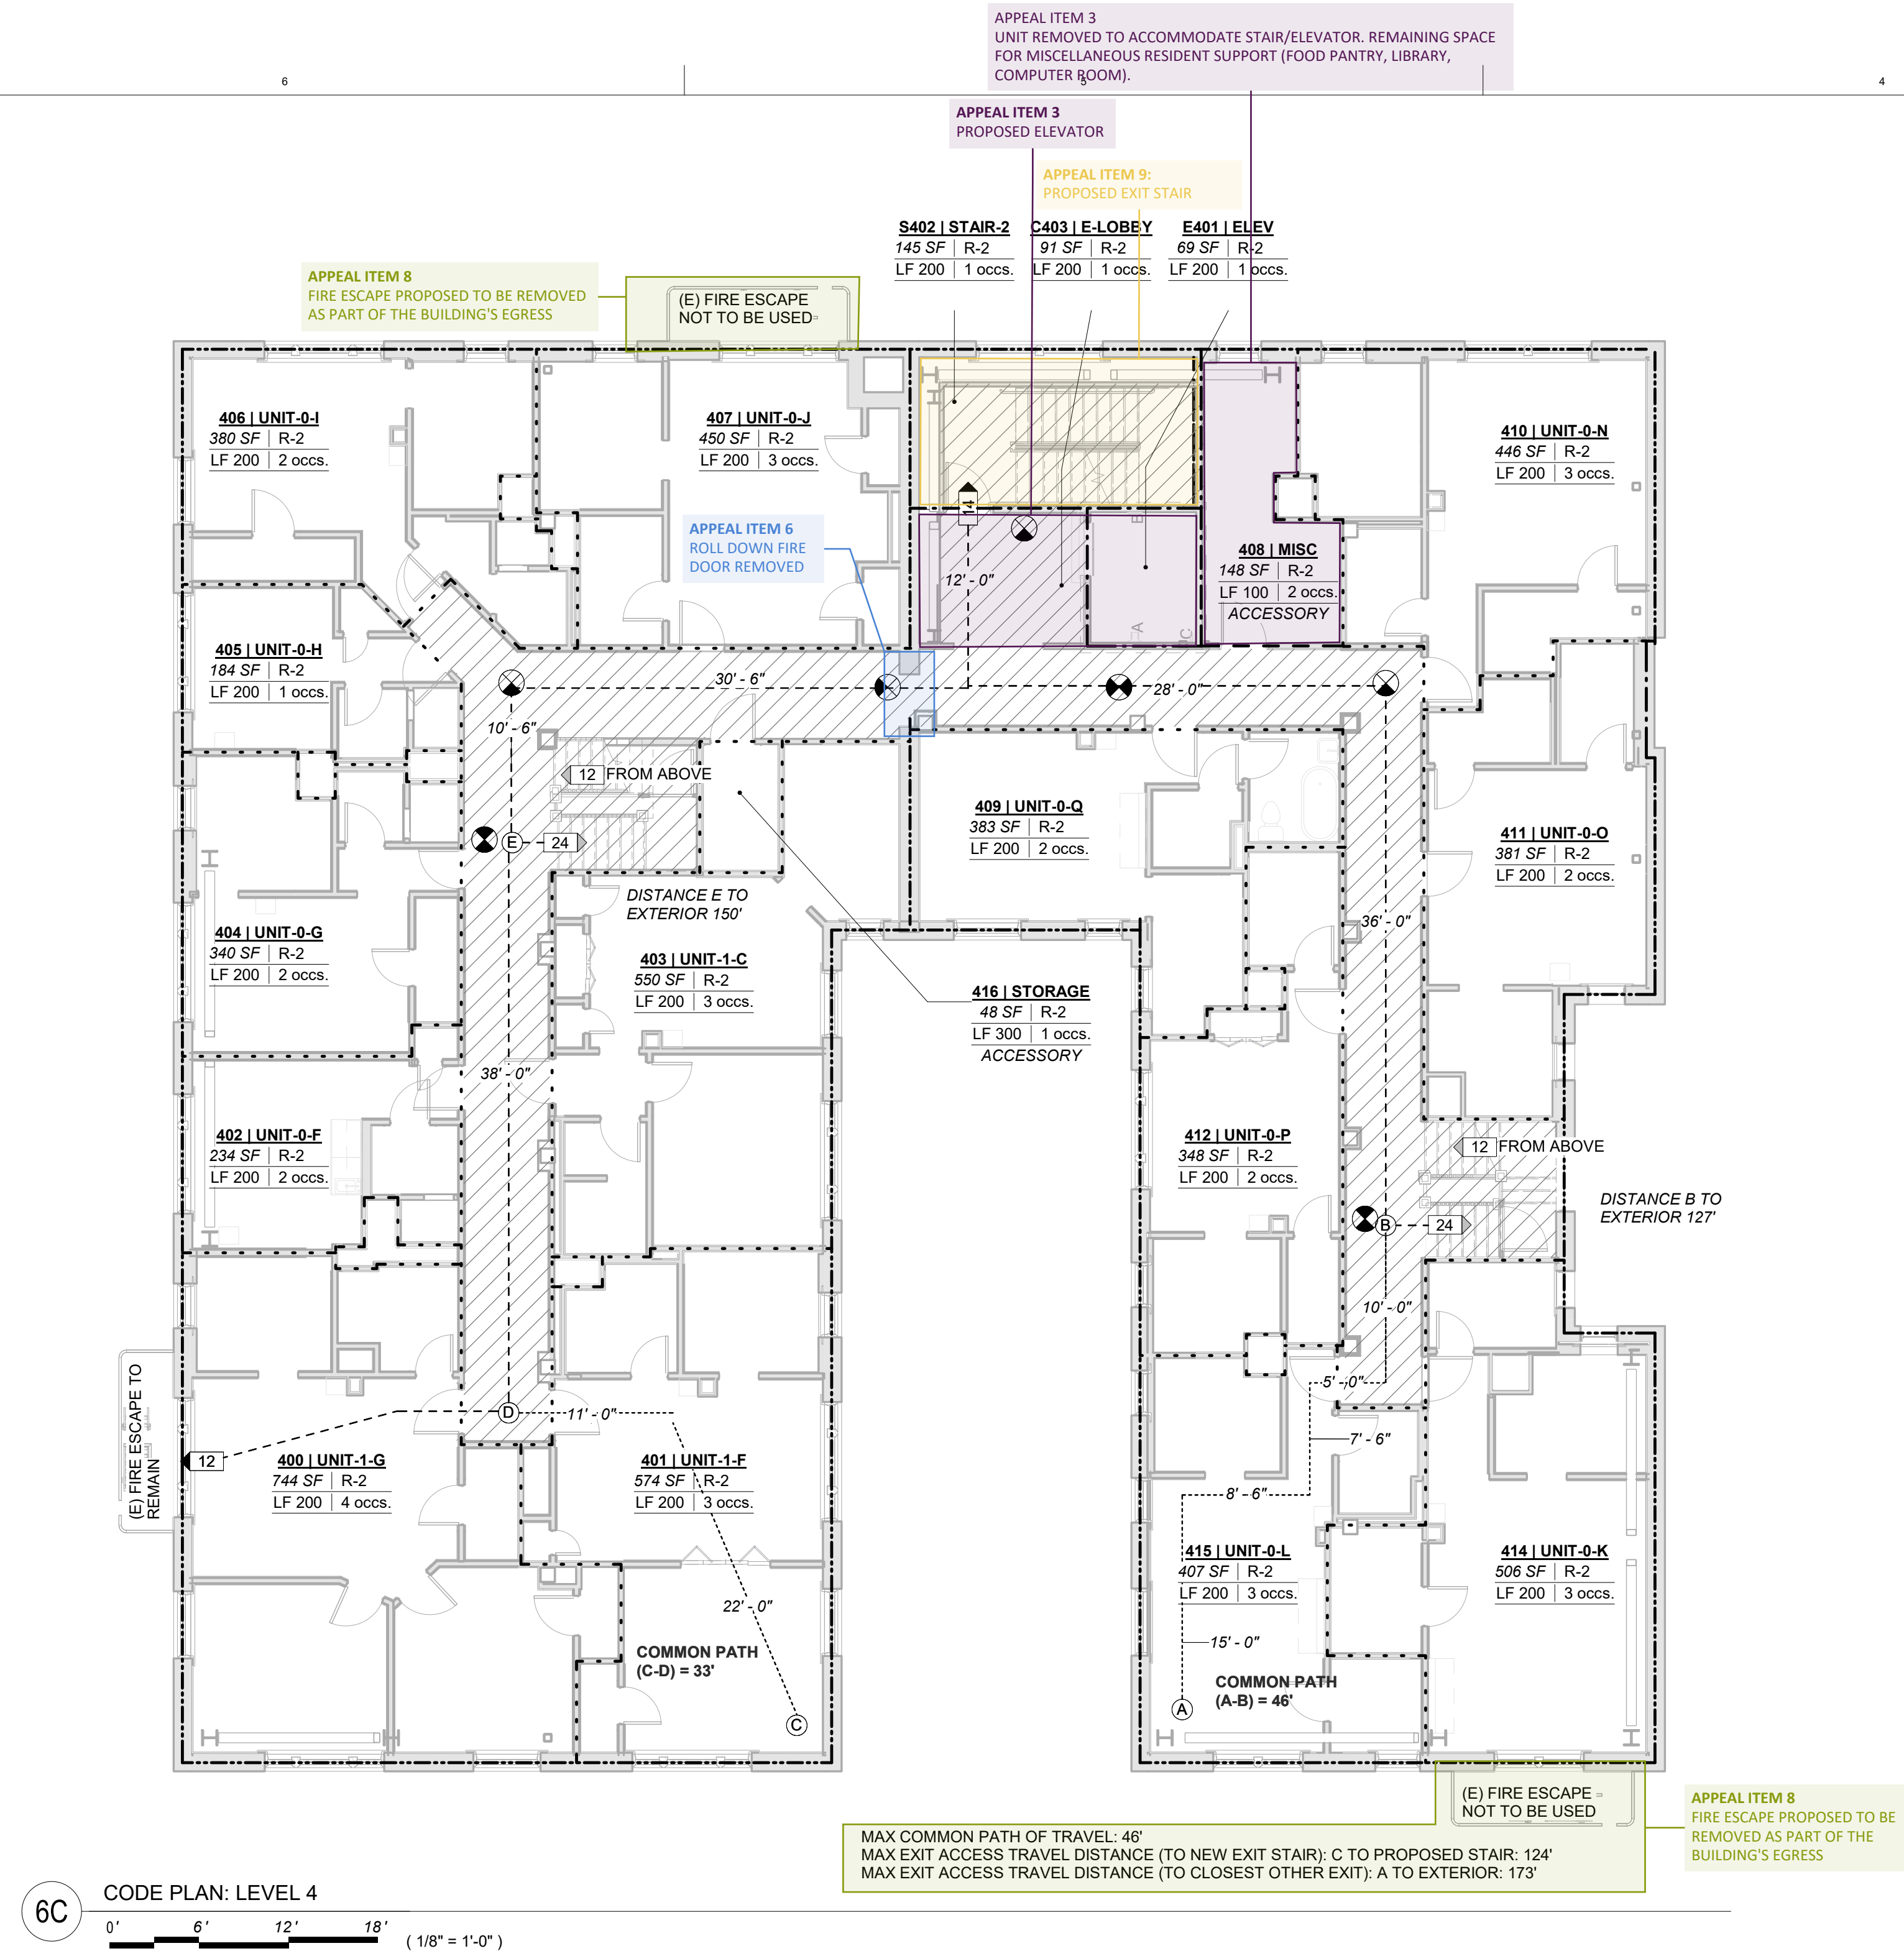 APPEAL ITEM 3
UNIT REMOVED TO ACCOMMODATE STAIR/ELEVATOR. REMAINING SPACE
FOR MISCELLANEOUS RESIDENT SUPPORT (FOOD PANTRY, LIBRARY,
COMPUTER ROOM).
6
5
4
APPEAL ITEM 3
PROPOSED ELEVATOR
APPEAL ITEM 9:
PROPOSED EXIT STAIR
S402 | STAIR-2
145 SF | R-2
LF 200 | 1 occs.
C403 | E-LOBBY
91 SF | R-2
LF 200 | 1 occs.
E401 | ELEV
69 SF | R-2
LF 200 | 1 occs.
APPEAL ITEM 8
FIRE ESCAPE PROPOSED TO BE REMOVED
AS PART OF THE BUILDING'S EGRESS
(E) FIRE ESCAPE
NOT TO BE USED
406 | UNIT-0-I
380 SF | R-2
LF 200 | 2 occs.
407 | UNIT-0-J
450 SF | R-2
LF 200 | 3 occs.
410 | UNIT-0-N
446 SF | R-2
LF 200 | 3 occs.
14
APPEAL ITEM 6
ROLL DOWN FIRE
DOOR REMOVED
12' - 0"
B
A
C
408 | MISC
148 SF | R-2
LF 100 | 2 occs.
ACCESSORY
405 | UNIT-0-H
184 SF | R-2
LF 200 | 1 occs.
30' - 6"
28' - 0"
10' - 6"
12 FROM ABOVE
E
24
DISTANCE E TO
EXTERIOR 150'
409 | UNIT-0-Q
383 SF | R-2
LF 200 | 2 occs.
411 | UNIT-0-O
381 SF | R-2
LF 200 | 2 occs.
36' - 0"
404 | UNIT-0-G
340 SF | R-2
LF 200 | 2 occs.
403 | UNIT-1-C
550 SF | R-2
LF 200 | 3 occs.
416 | STORAGE
48 SF | R-2
LF 300 | 1 occs.
ACCESSORY
38' - 0"
402 | UNIT-0-F
234 SF | R-2
LF 200 | 2 occs.
412 | UNIT-0-P
348 SF | R-2
LF 200 | 2 occs.
12 FROM ABOVE
DISTANCE B TO
EXTERIOR 127'
B
24
10' - 0"
5' - 0"
7' - 6"
8' - 6"
(E) FIRE ESCAPE TO
REMAIN
12
D
11' - 0"
400 | UNIT-1-G
744 SF | R-2
LF 200 | 4 occs.
401 | UNIT-1-F
574 SF | R-2
LF 200 | 3 occs.
415 | UNIT-0-L
407 SF | R-2
LF 200 | 3 occs.
414 | UNIT-0-K
506 SF | R-2
LF 200 | 3 occs.
22' - 0"
15' - 0"
COMMON PATH
(C-D) = 33'
C
COMMON PATH
(A-B) = 46'
A
(E) FIRE ESCAPE
NOT TO BE USED
APPEAL ITEM 8
FIRE ESCAPE PROPOSED TO BE
REMOVED AS PART OF THE
BUILDING'S EGRESS
MAX COMMON PATH OF TRAVEL: 46'
MAX EXIT ACCESS TRAVEL DISTANCE (TO NEW EXIT STAIR): C TO PROPOSED STAIR: 124'
MAX EXIT ACCESS TRAVEL DISTANCE (TO CLOSEST OTHER EXIT): A TO EXTERIOR: 173'
6C
CODE PLAN: LEVEL 4
0' 6' 12' 18'
( 1/8" = 1'-0" )